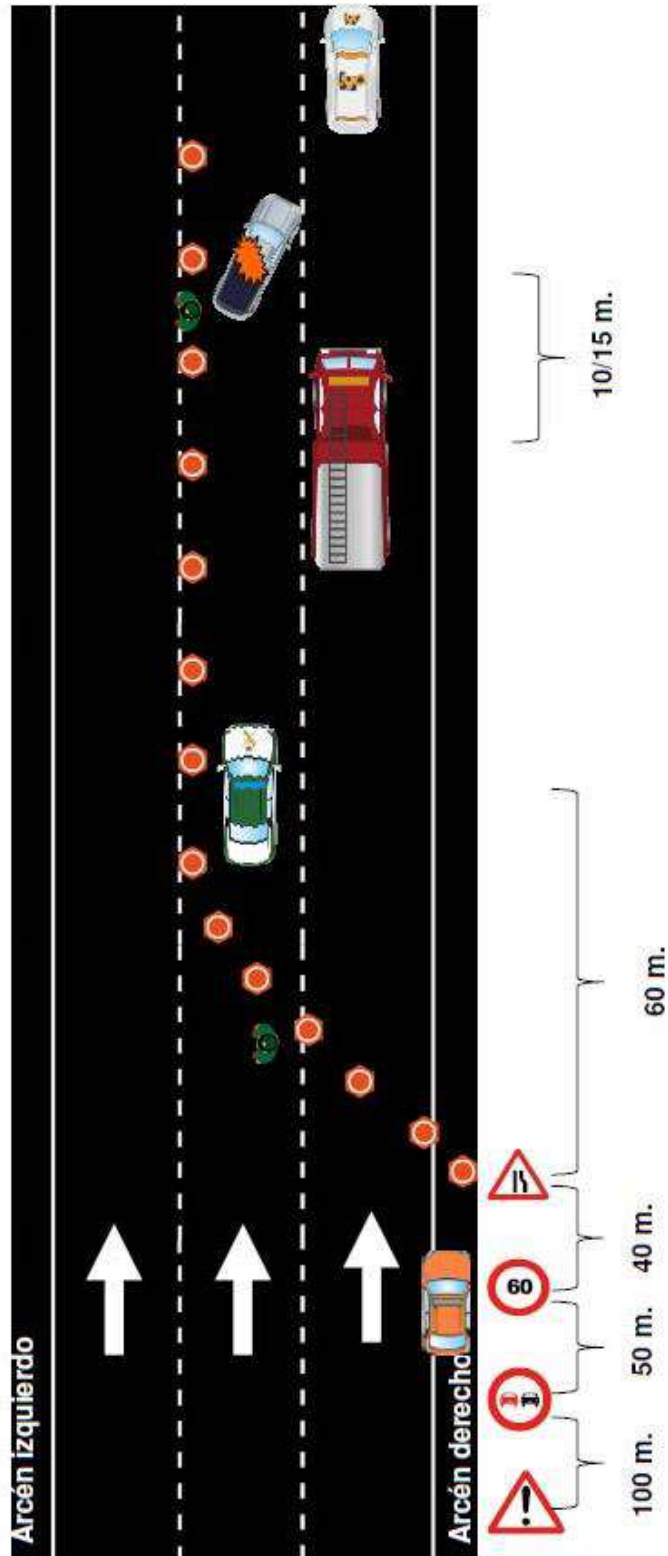 Arcén izquierdo
Arcén derecho
60
100 m.
50 m.
40 m.
60 m.
10/15 m.